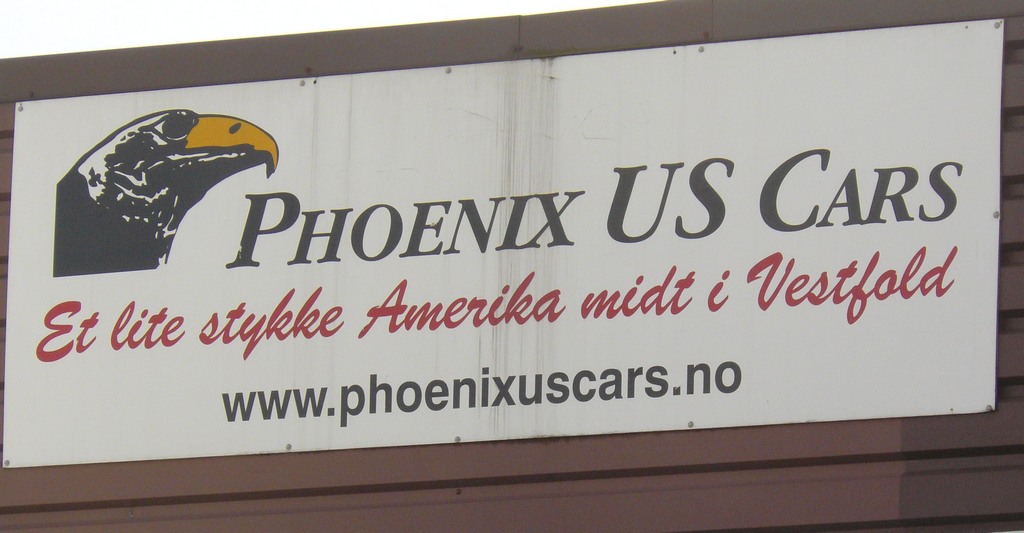 PHOENIX US CARS
Et lite stykke Amerika midt i Vestfold
www.phoenixuscars.no